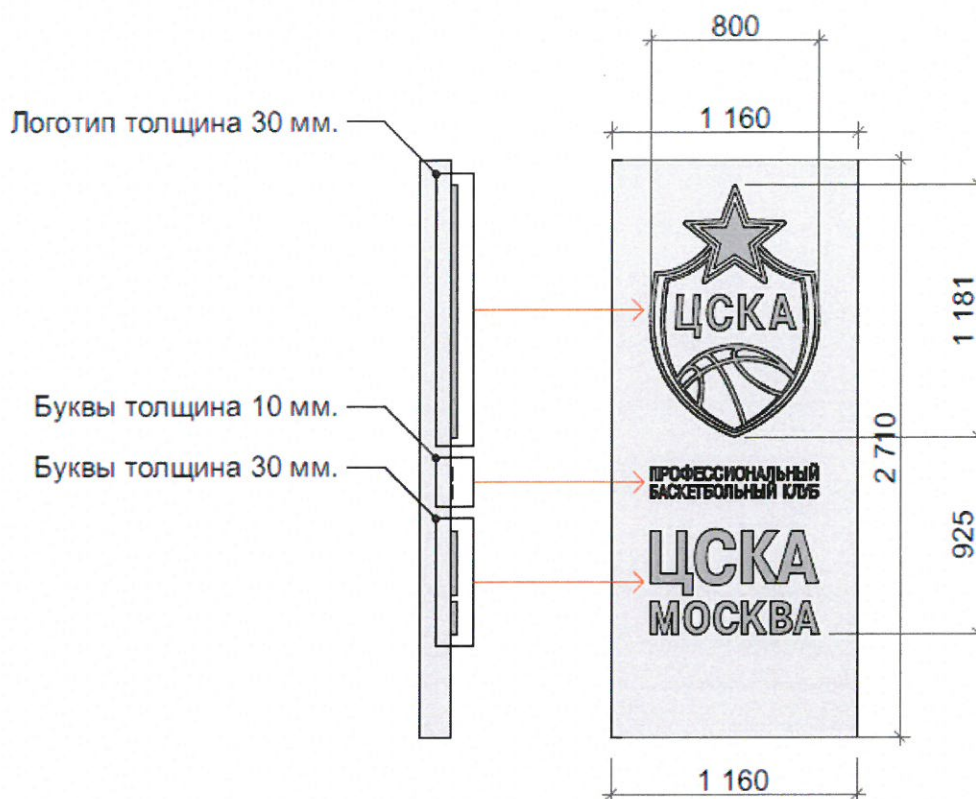 800
1 160
Логотип толщина 30 мм.
ЦСКА
1 181
2 710
Буквы толщина 10 мм.
Буквы толщина 30 мм.
ПРОФЕССИОНАЛЬНЫЙ
БАСКЕТБОЛЬНЫЙ КЛУБ
925
ЦСКА
МОСКВА
1 160